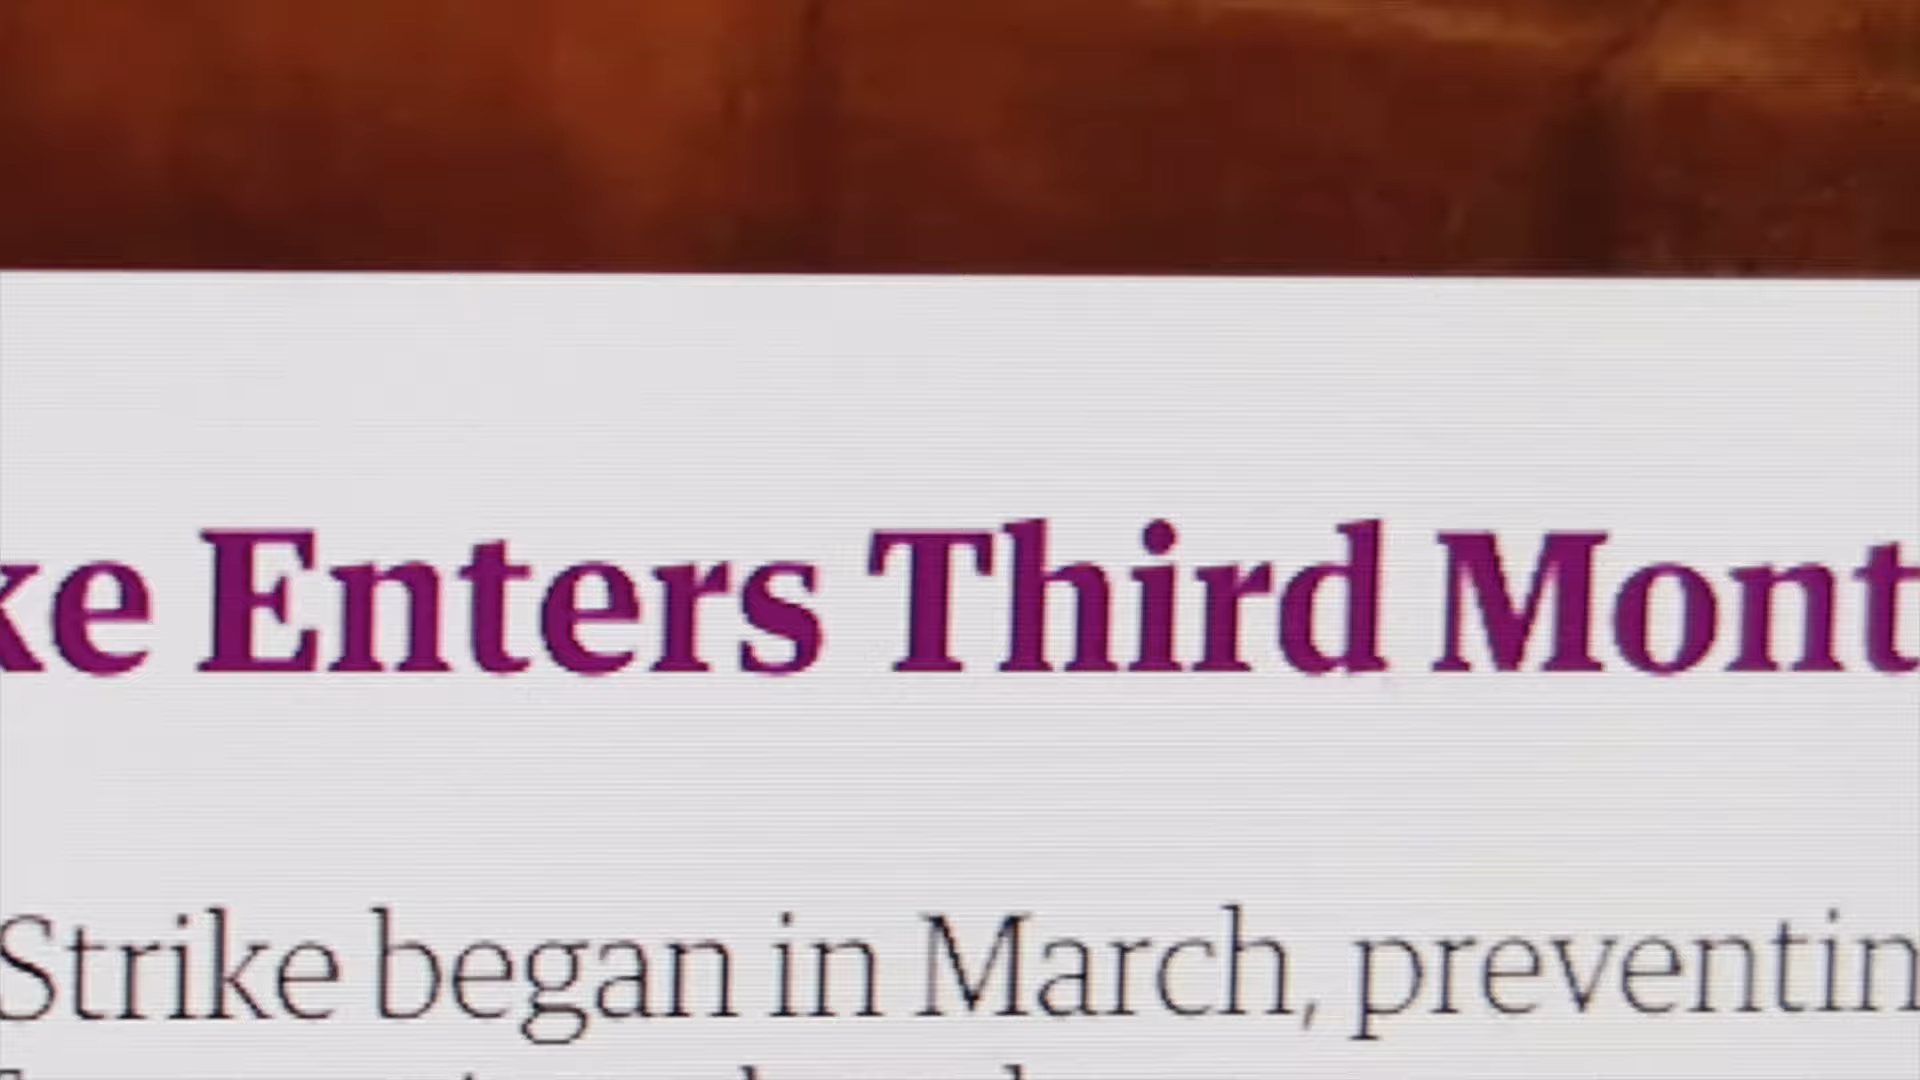 ke Enters Third Mont
Strike began in March, preventin